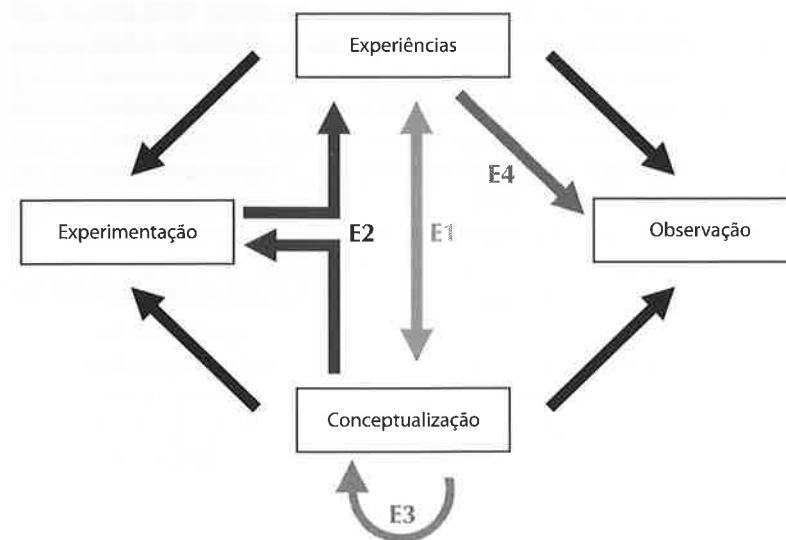 Experiências
E4
Experimentação
E2
E1
Observação
Conceptualização
E3